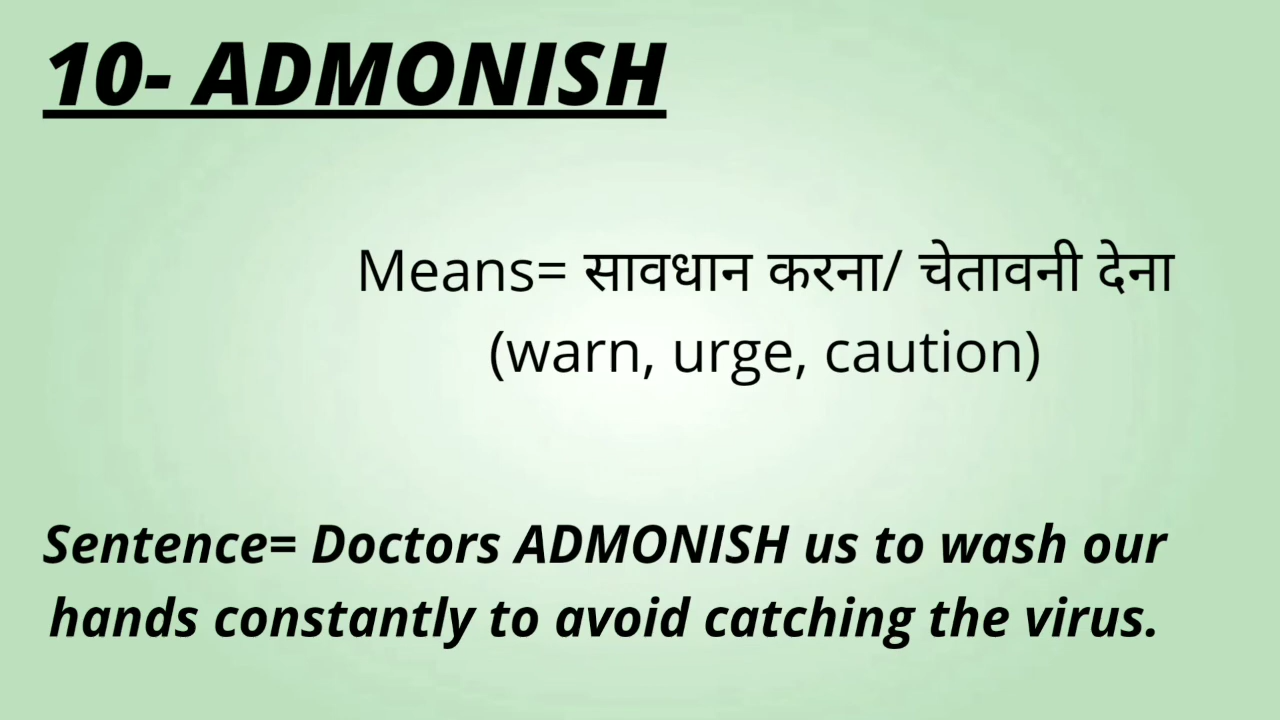 10- ADMONISH
Means= सावधान करना/ चेतावनी देना
(warn, urge, caution)
Sentence= Doctors ADMONISH us to wash our
hands constantly to avoid catching the virus.